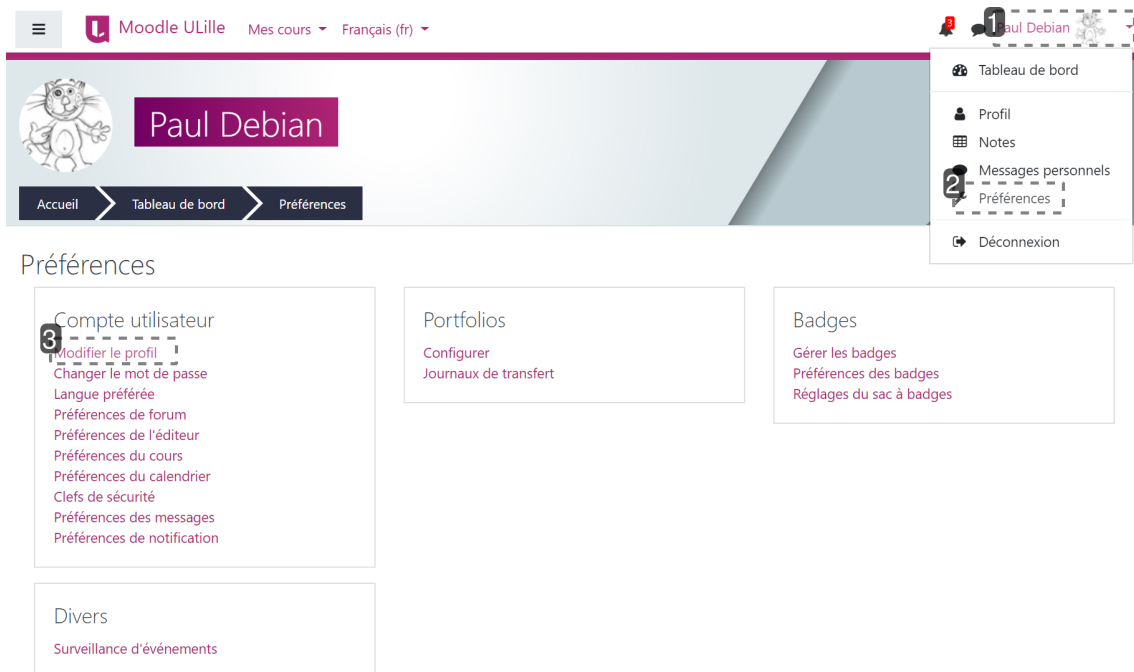 Moodle ULille Mes cours Français (fr) 3 1 Paul Debian
Tableau de bord
Profil
Notes
Messages personnels
2 Préférences
Déconnexion
Paul Debian
Accueil Tableau de bord Préférences
Préférences
Compte utilisateur
3 Modifier le profil
Changer le mot de passe
Langue préférée
Préférences de forum
Préférences de l'éditeur
Préférences du cours
Préférences du calendrier
Clefs de sécurité
Préférences des messages
Préférences de notification
Portfolios
Configurer
Journaux de transfert
Badges
Gérer les badges
Préférences des badges
Réglages du sac à badges
Divers
Surveillance d'événements